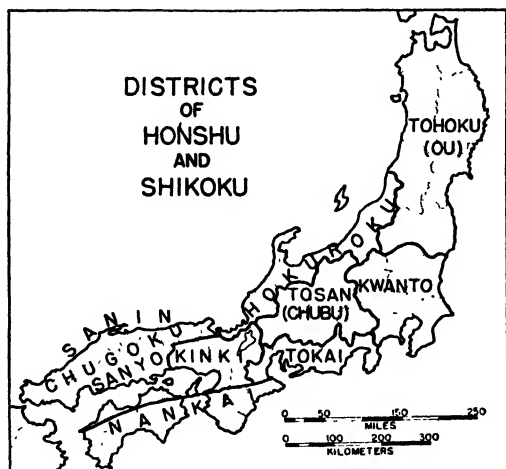 DISTRICTS
OF
HONSHU
AND
SHIKOKU
TOHOKU
(OU)
HOKUROKU
KWANTO
TOSAN
(CHUBU)
SANIN
CHUGOKU
SANYO
KINKI
TOKAI
NANKAI
0 50 150 250
MILES
0 100 200 300
KILOMETERS